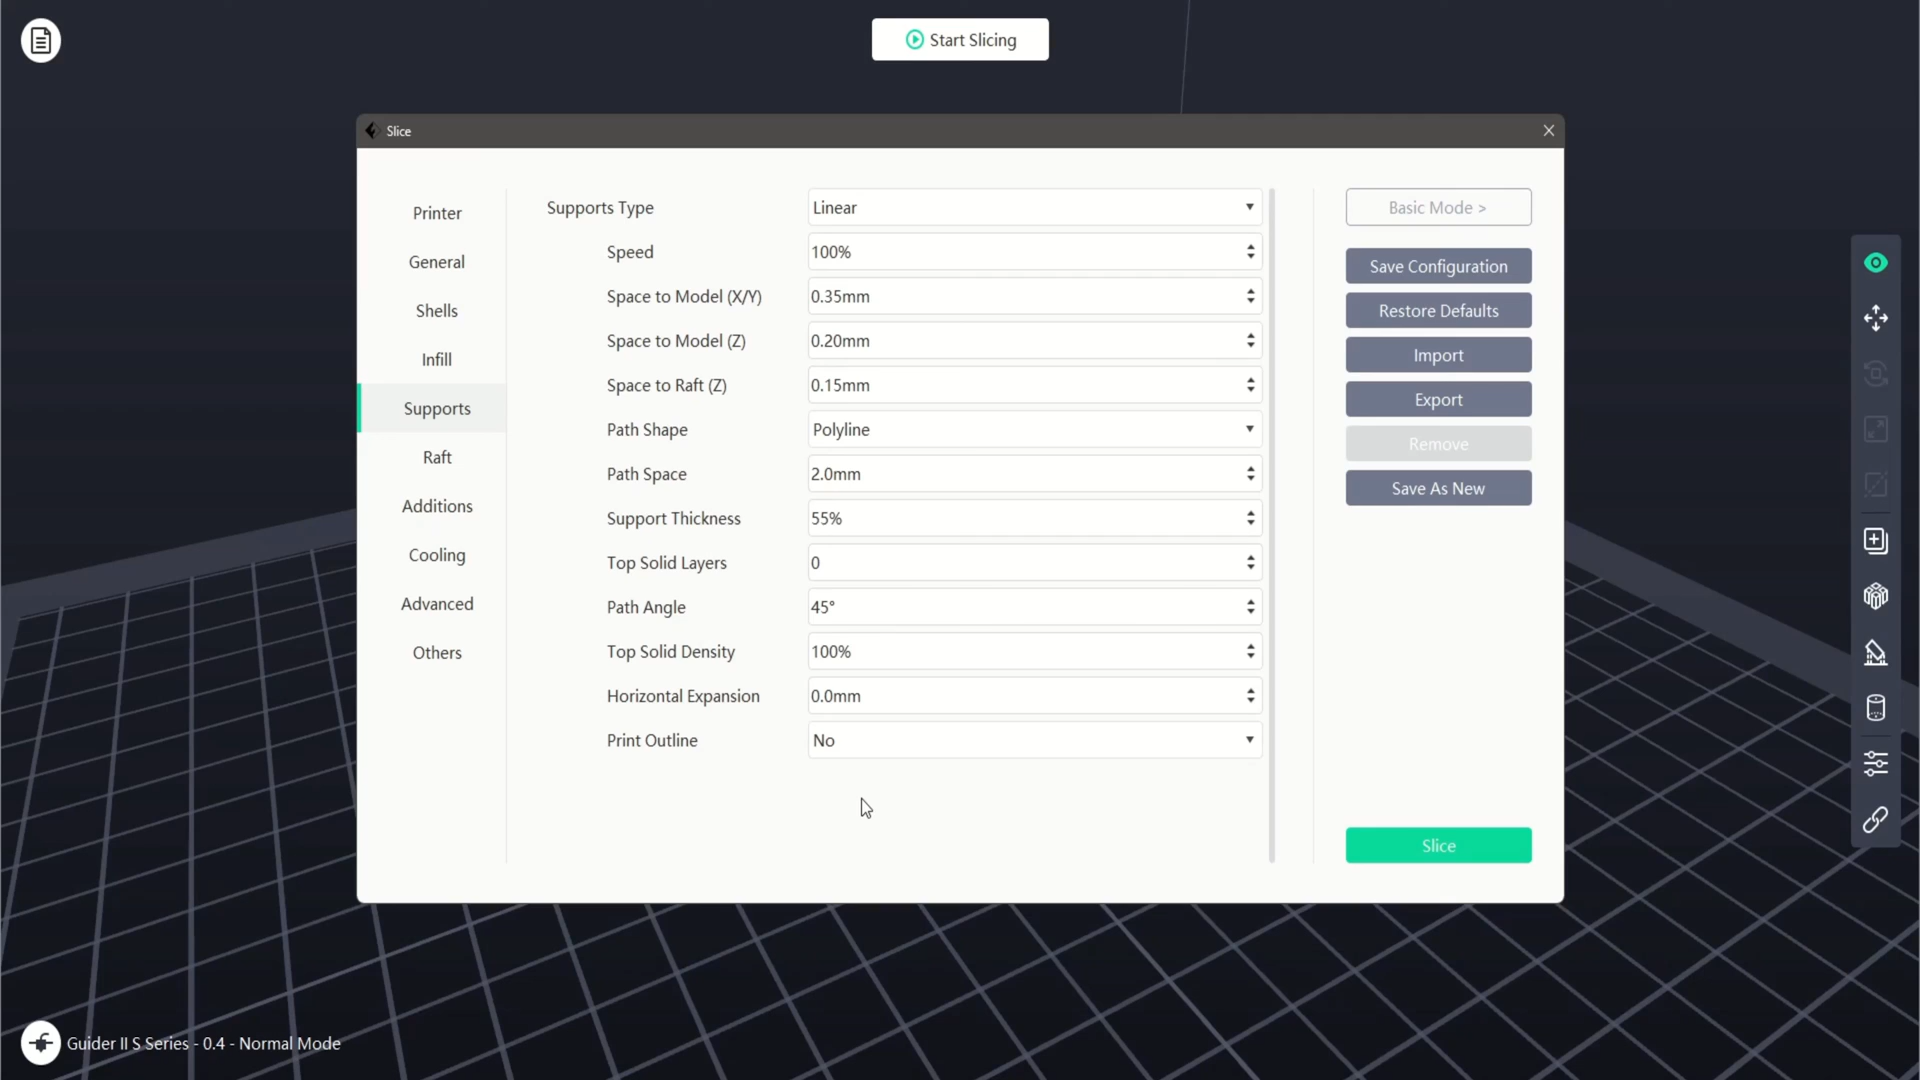 Start Slicing
Slice
Printer
General
Shells
Infill
Supports
Raft
Additions
Cooling
Advanced
Others
Supports Type Linear
Speed 100%
Space to Model (X/Y) 0.35mm
Space to Model (Z) 0.20mm
Space to Raft (Z) 0.15mm
Path Shape Polyline
Path Space 2.0mm
Support Thickness 55%
Top Solid Layers 0
Path Angle 45°
Top Solid Density 100%
Horizontal Expansion 0.0mm
Print Outline No
Basic Mode >
Save Configuration
Restore Defaults
Import
Export
Remove
Save As New
Slice
Guider II S Series - 0.4 - Normal Mode